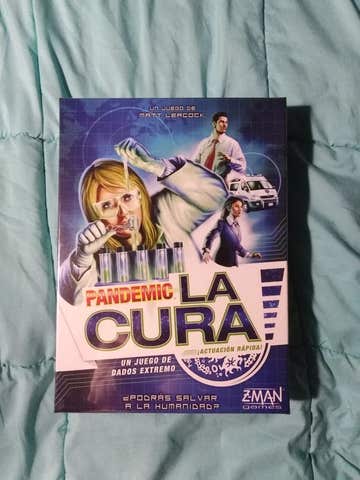 UN JUEGO DE
MATT LEACOCK
PANDEMIC
LA
CURA
¡ACTUACIÓN RÁPIDA!
UN JUEGO DE
DADOS EXTREMO
¿PODRÁS SALVAR
A LA HUMANIDAD?
Z-MAN
games